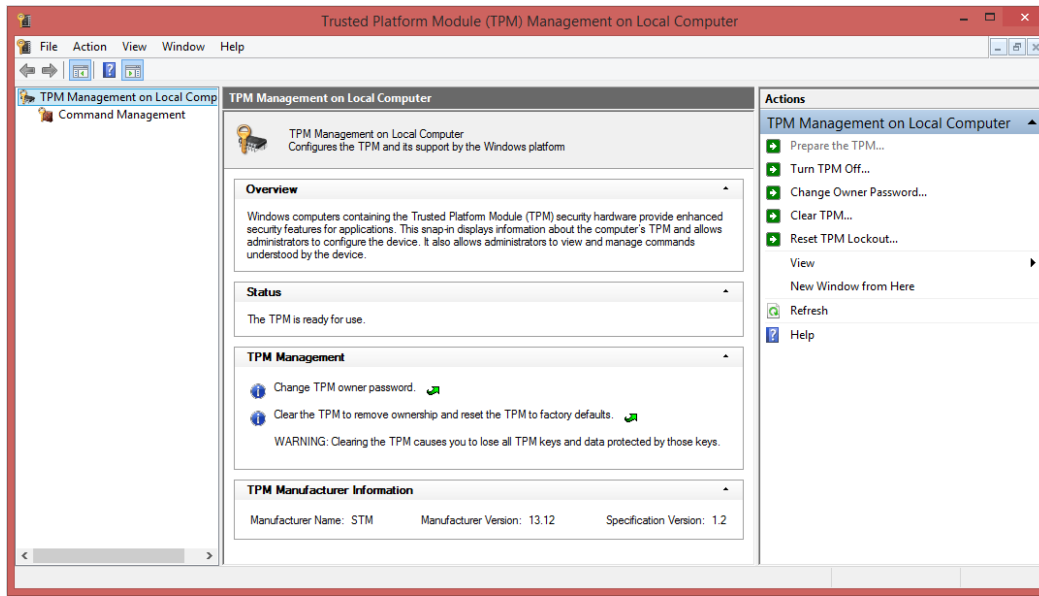 Trusted Platform Module (TPM) Management on Local Computer
File Action View Window Help
TPM Management on Local Comp
Command Management
TPM Management on Local Computer
TPM Management on Local Computer
Configures the TPM and its support by the Windows platform
Overview
Windows computers containing the Trusted Platform Module (TPM) security hardware provide enhanced
security features for applications. This snap-in displays information about the computer's TPM and allows
administrators to configure the device. It also allows administrators to view and manage commands
understood by the device.
Status
The TPM is ready for use.
TPM Management
Change TPM owner password.
Clear the TPM to remove ownership and reset the TPM to factory defaults.
WARNING: Clearing the TPM causes you to lose all TPM keys and data protected by those keys.
TPM Manufacturer Information
Manufacturer Name: STM Manufacturer Version: 13.12 Specification Version: 1.2
Actions
TPM Management on Local Computer
Prepare the TPM...
Turn TPM Off...
Change Owner Password...
Clear TPM...
Reset TPM Lockout...
View
New Window from Here
Refresh
Help